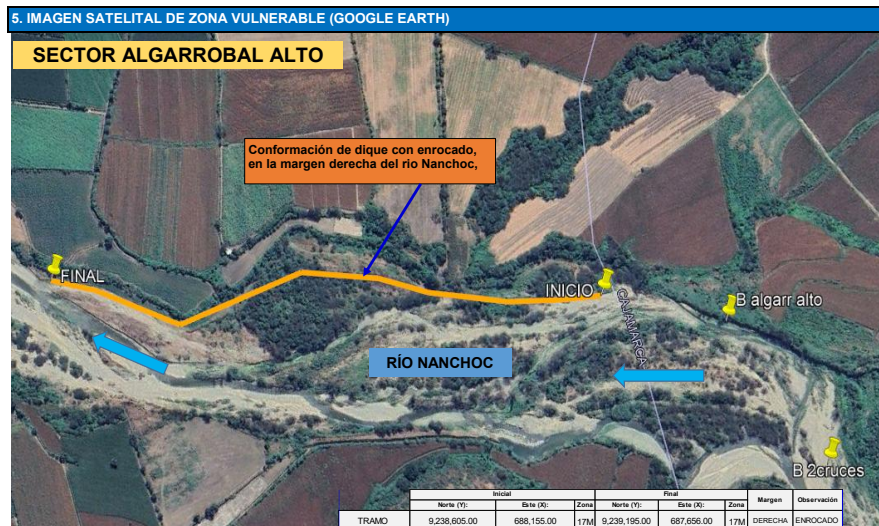 5. IMAGEN SATELITAL DE ZONA VULNERABLE (GOOGLE EARTH)
SECTOR ALGARROBAL ALTO
Conformación de dique con enrocado,
en la margen derecha del rio Nanchoc,
FINAL
INICIO
CAJAMARCA
B algarr alto
RÍO NANCHOC
B 2cruces
Inicial Final Margen Observación
Norte (Y): Este (X): Zona Norte (Y): Este (X): Zona
TRAMO 9,238,605.00 688,155.00 17M 9,239,195.00 687,656.00 17M DERECHA ENROCADO